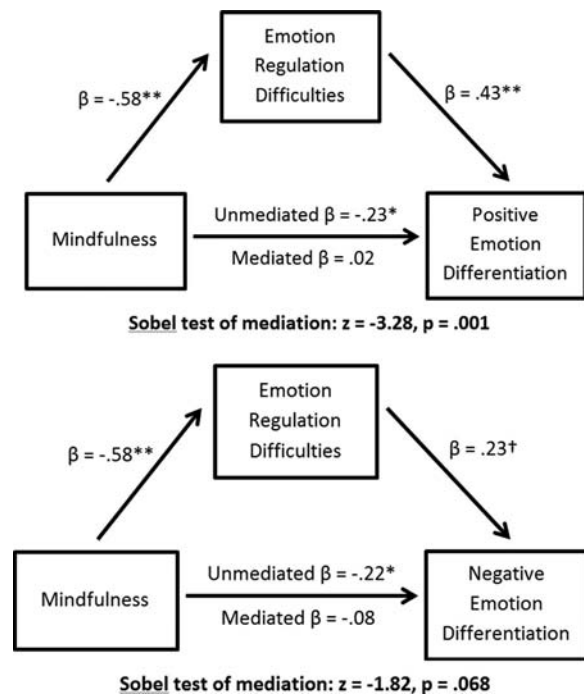 Emotion
Regulation
Difficulties
β = -.58**
β = .43**
Mindfulness
Unmediated β = -.23*
Mediated β = .02
Positive
Emotion
Differentiation
Sobel test of mediation: z = -3.28, p = .001
Emotion
Regulation
Difficulties
β = -.58**
β = .23†
Mindfulness
Unmediated β = -.22*
Mediated β = -.08
Negative
Emotion
Differentiation
Sobel test of mediation: z = -1.82, p = .068